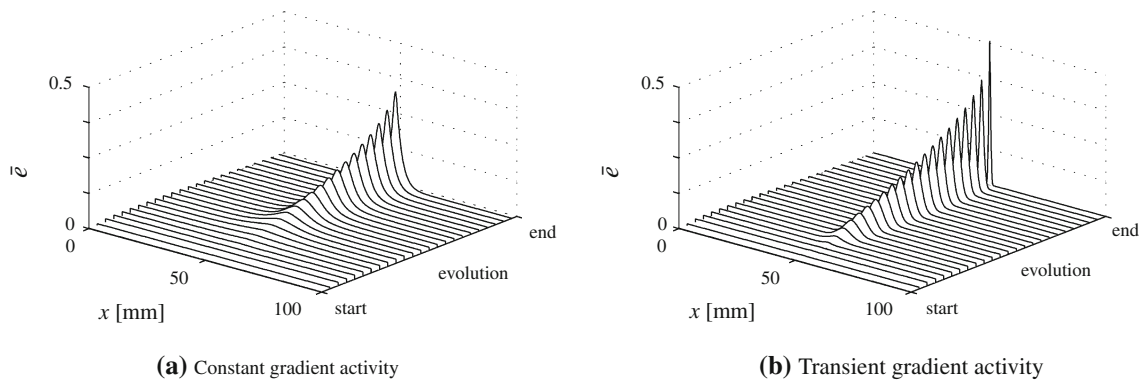 0.5
ē
0
0
50
100
x [mm]
start
evolution
end
(a) Constant gradient activity
0.5
ē
0
0
50
100
x [mm]
start
evolution
end
(b) Transient gradient activity